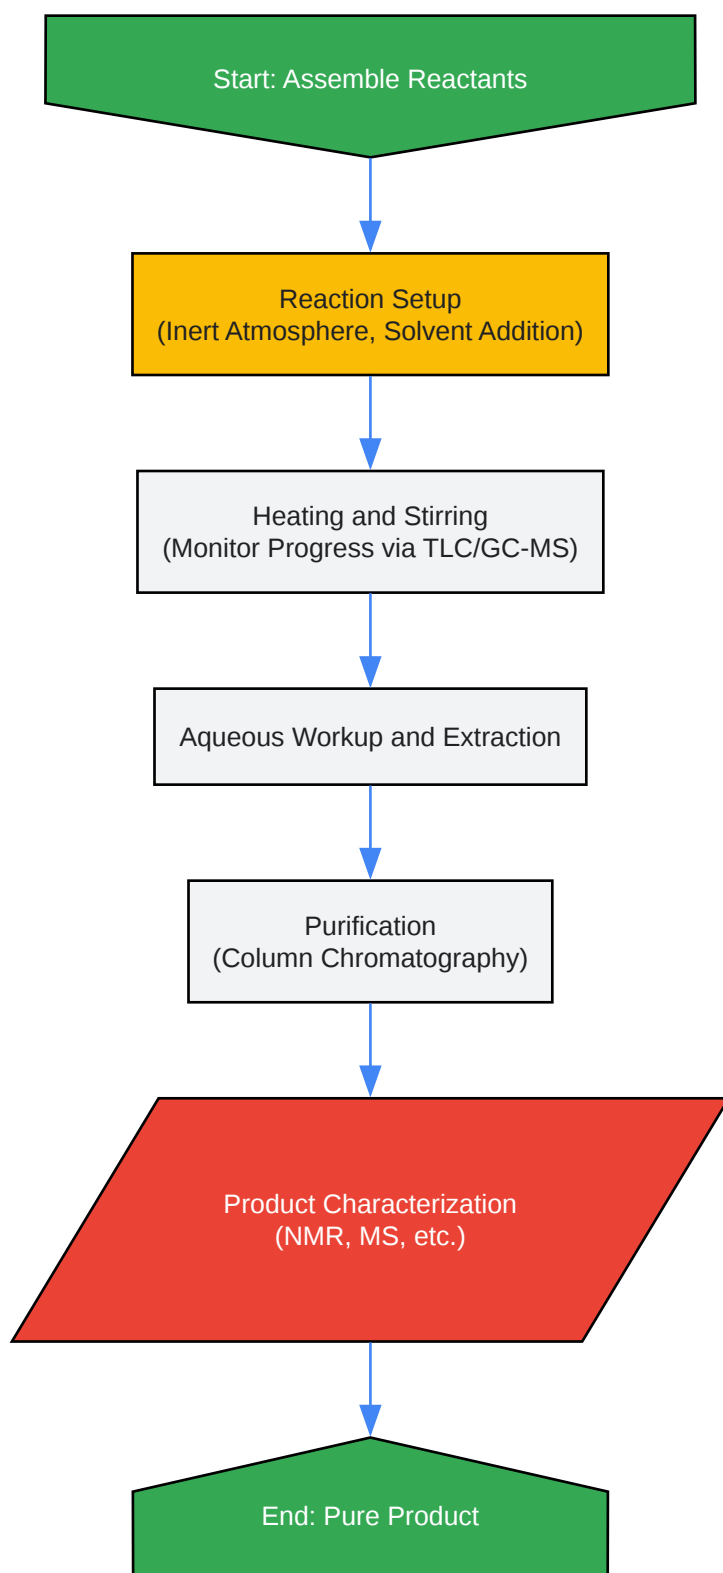 Start: Assemble Reactants
Reaction Setup
(Inert Atmosphere, Solvent Addition)
Heating and Stirring
(Monitor Progress via TLC/GC-MS)
Aqueous Workup and Extraction
Purification
(Column Chromatography)
Product Characterization
(NMR, MS, etc.)
End: Pure Product